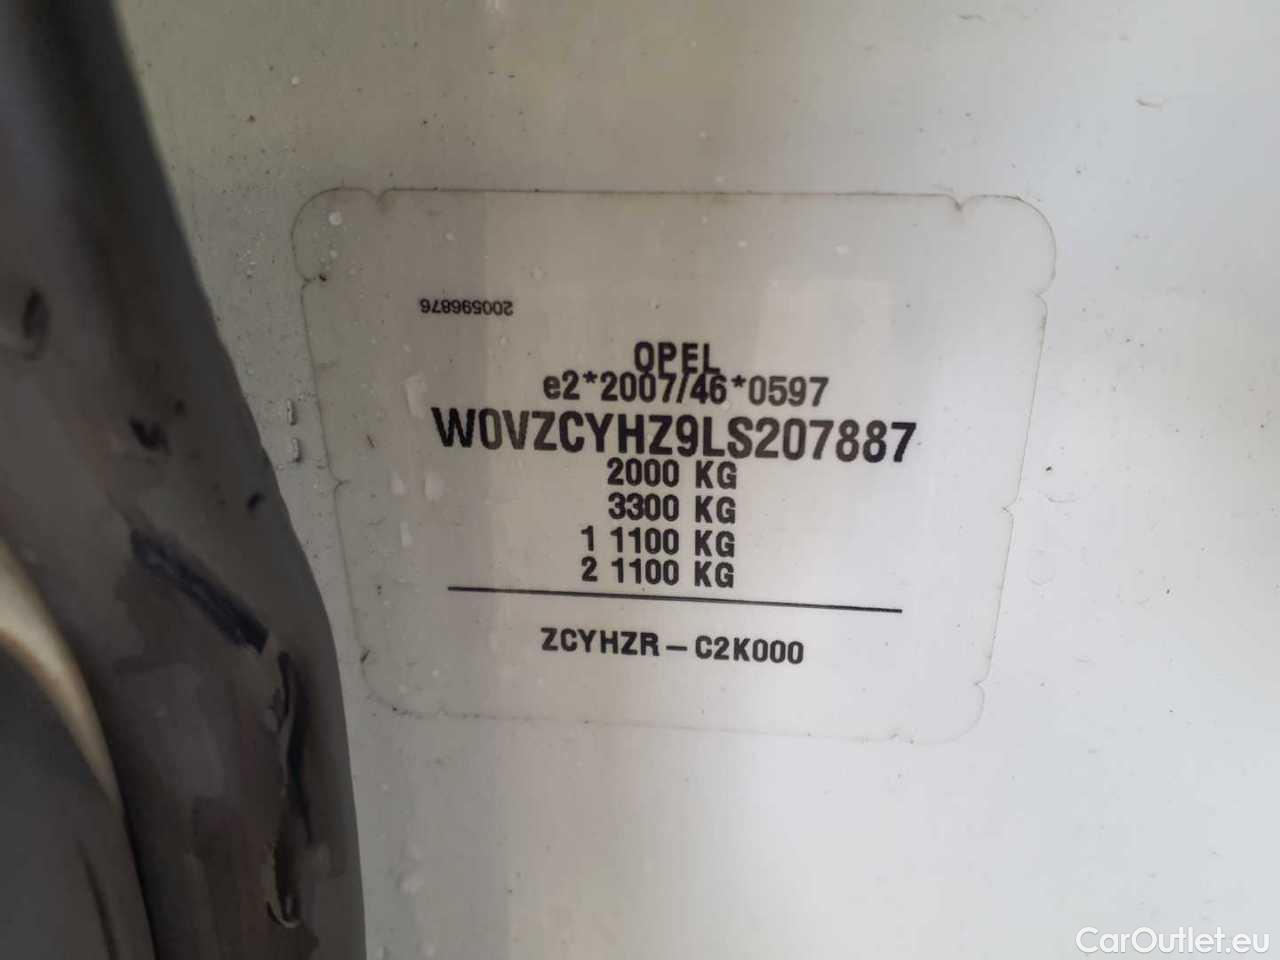 200596876
OPEL
e2*2007/46*0597
W0VZCYHZ9LS207887
2000 KG
3300 KG
1 1100 KG
2 1100 KG
ZCYHZR – C2K000
CarOutlet.eu